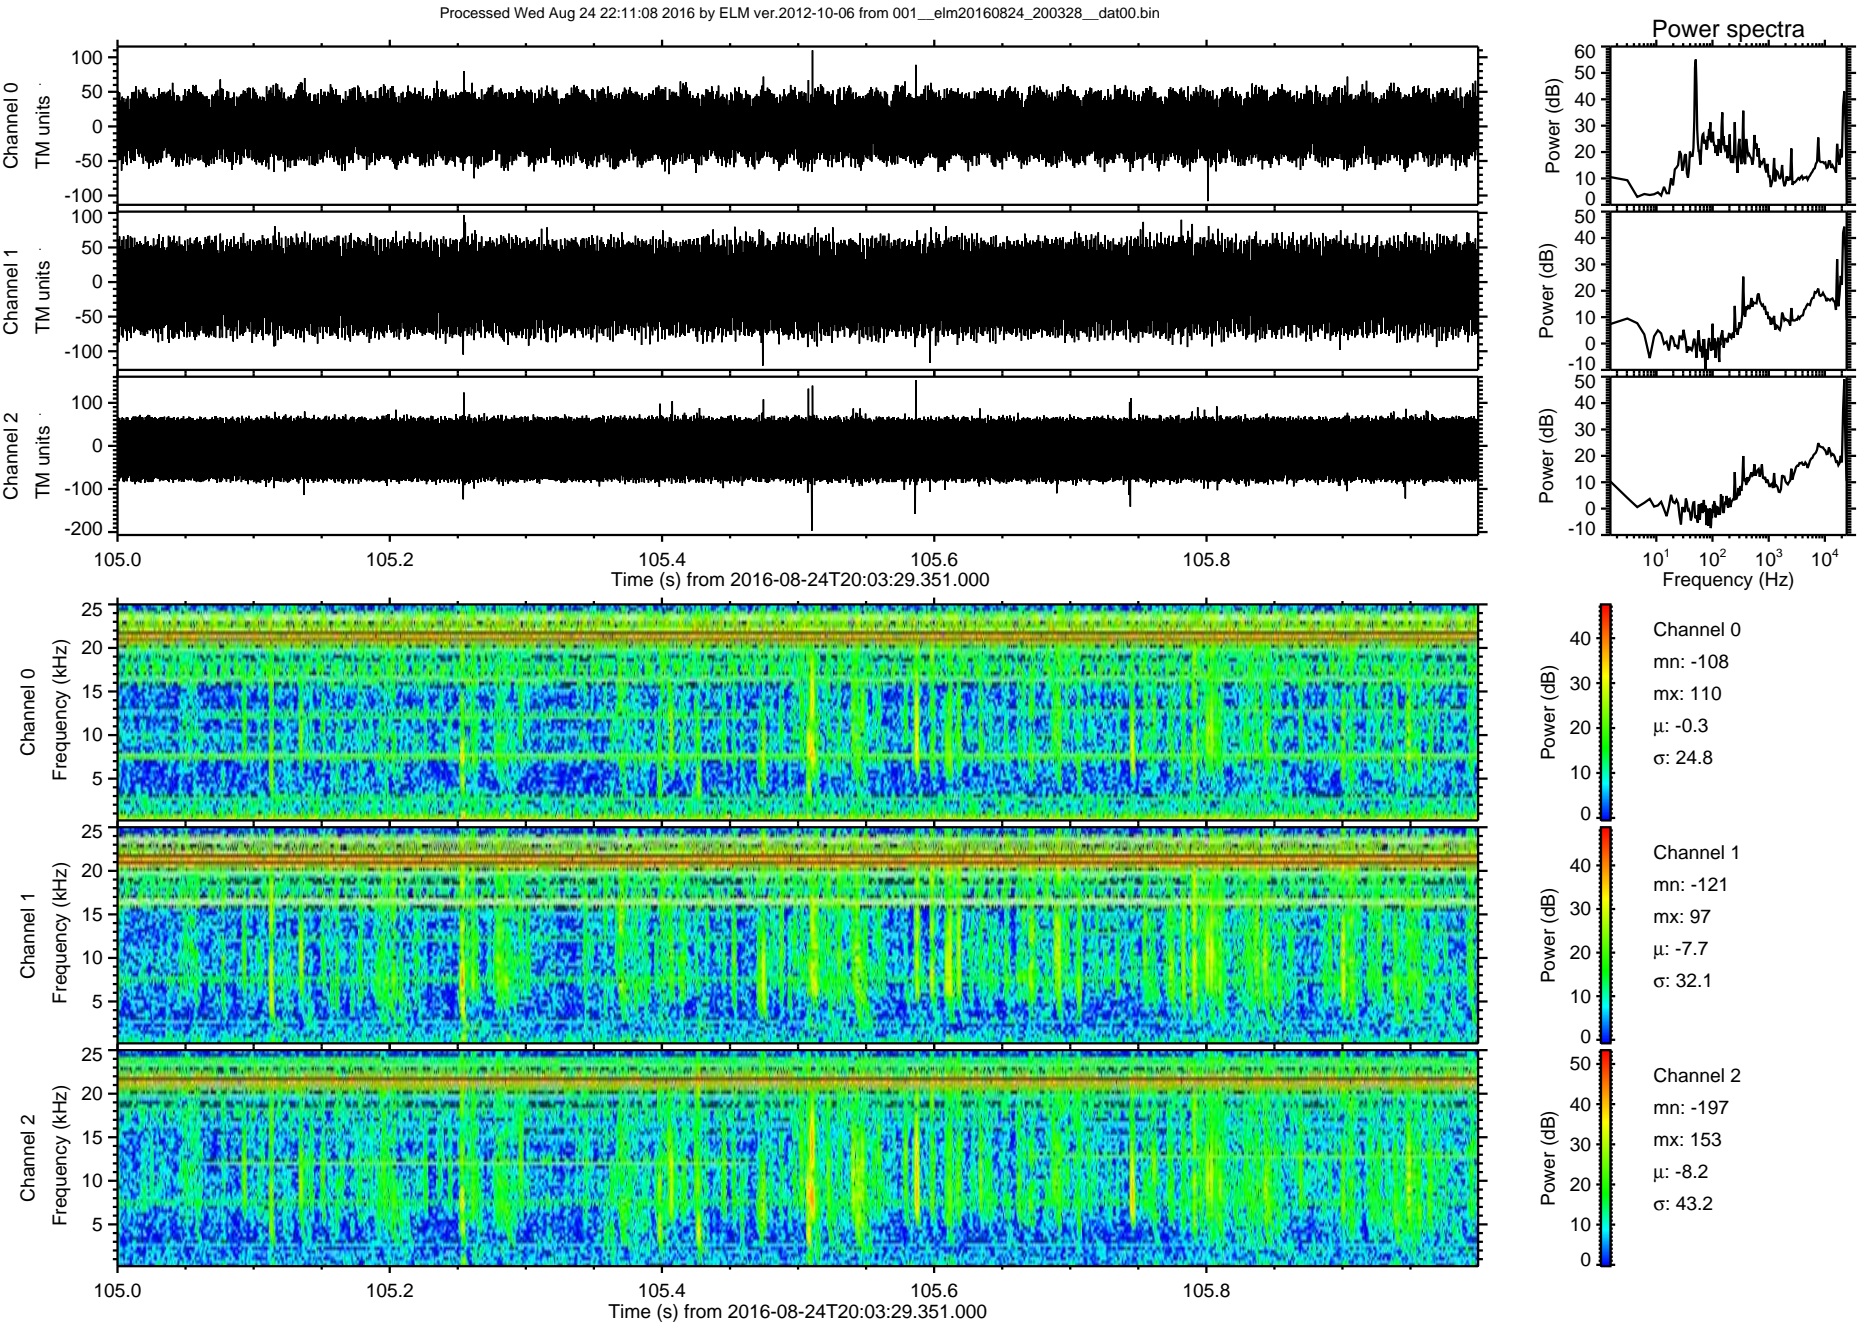 Processed Wed Aug 24 22:11:08 2016 by ELM ver.2012-10-06 from 001__elm20160824_200328__dat00.bin
Power spectra
Channel 0
TM units
100
50
0
-50
-100
Power (dB)
60
50
40
30
20
10
0
Channel 1
TM units
100
50
0
-50
-100
Power (dB)
50
40
30
20
10
0
-10
Channel 2
TM units
100
0
-100
-200
Power (dB)
50
40
30
20
10
0
-10
105.0 105.2 105.4 105.6 105.8
Time (s) from 2016-08-24T20:03:29.351.000
10¹ 10² 10³ 10⁴
Frequency (Hz)
Channel 0
Frequency (kHz)
25
20
15
10
5
Power (dB)
40
30
20
10
0
Channel 0
mn: -108
mx: 110
μ: -0.3
σ: 24.8
Channel 1
Frequency (kHz)
25
20
15
10
5
Power (dB)
40
30
20
10
0
Channel 1
mn: -121
mx: 97
μ: -7.7
σ: 32.1
Channel 2
Frequency (kHz)
25
20
15
10
5
Power (dB)
50
40
30
20
10
0
Channel 2
mn: -197
mx: 153
μ: -8.2
σ: 43.2
105.0 105.2 105.4 105.6 105.8
Time (s) from 2016-08-24T20:03:29.351.000